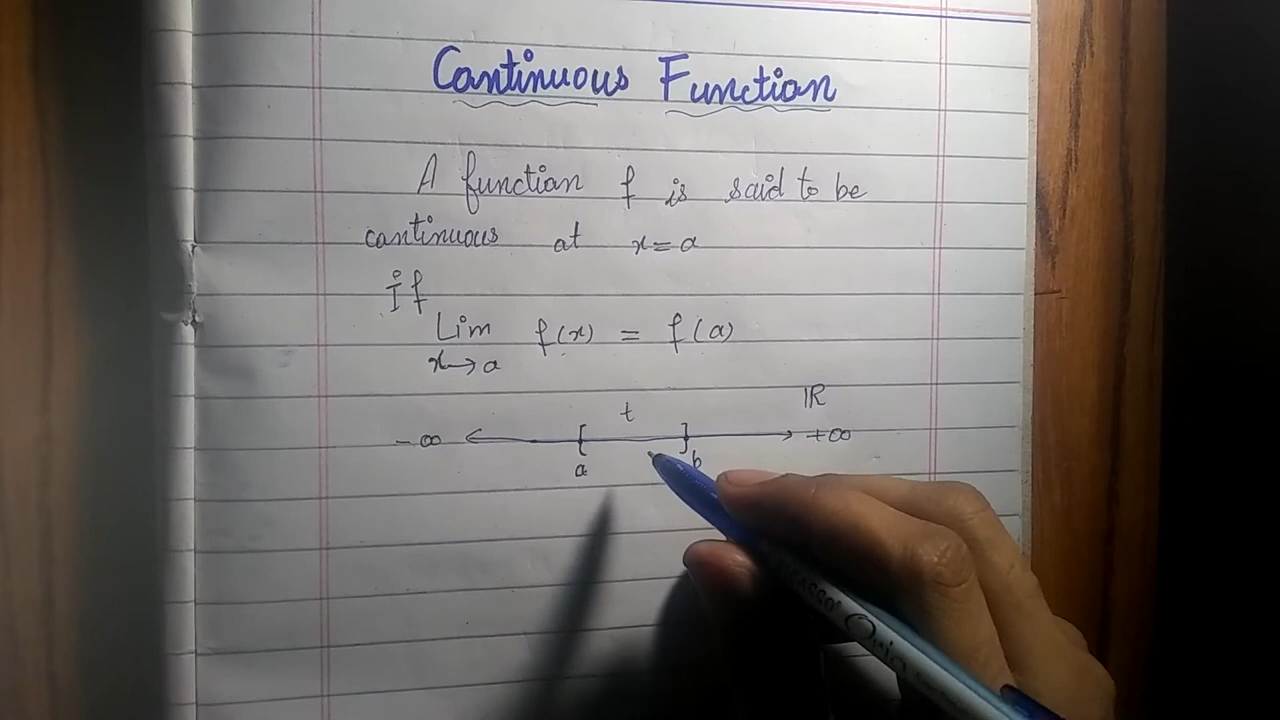 Continuous Function
A function f is said to be
continuous at x=a
If
Lim f(x) = f(a)
x→a
t
IR
-∞ [ ] +∞
a b